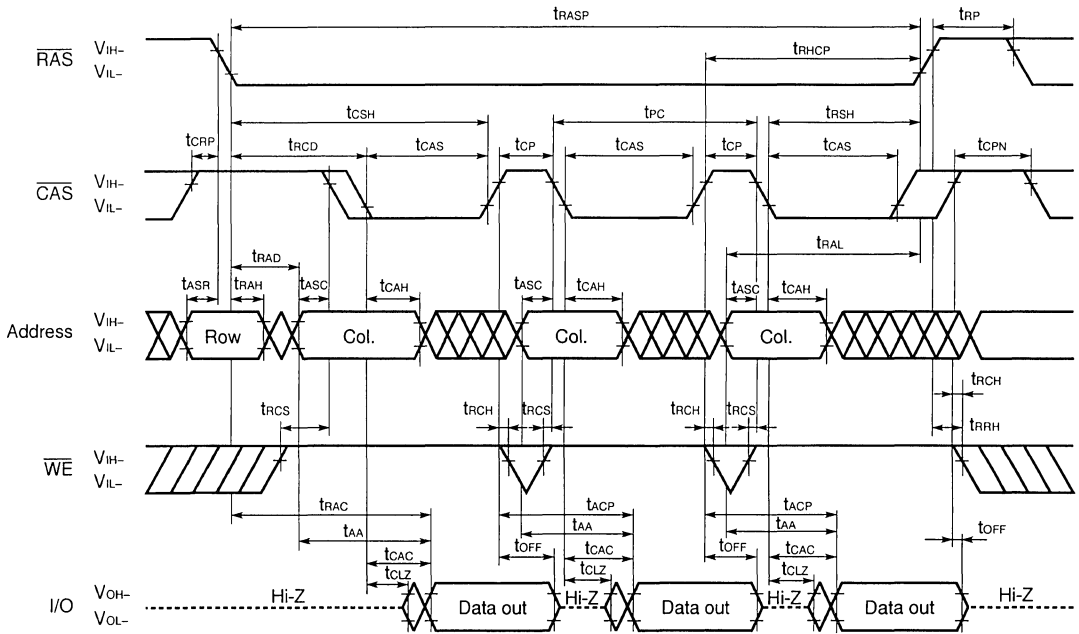 tRASP tRP
RAS VIH– VIL–
tRHCP
tCSH tPC tRSH
tCRP tRCD tCAS tCP tCAS tCP tCAS tCPN
CAS VIH– VIL–
tRAD tRAL
tASR tRAH tASC tCAH tASC tCAH tASC tCAH
Address VIH– VIL–
Row Col. Col. Col.
tRCH
tRCS tRCH tRCS tRCH tRCS tRRH
WE VIH– VIL–
tRAC tACP tACP
tAA tAA tAA
tOFF tOFF tOFF
tCAC tCAC tCAC
tCLZ tCLZ tCLZ
I/O VOH– VOL–
Hi-Z Data out Hi-Z Data out Hi-Z Data out Hi-Z